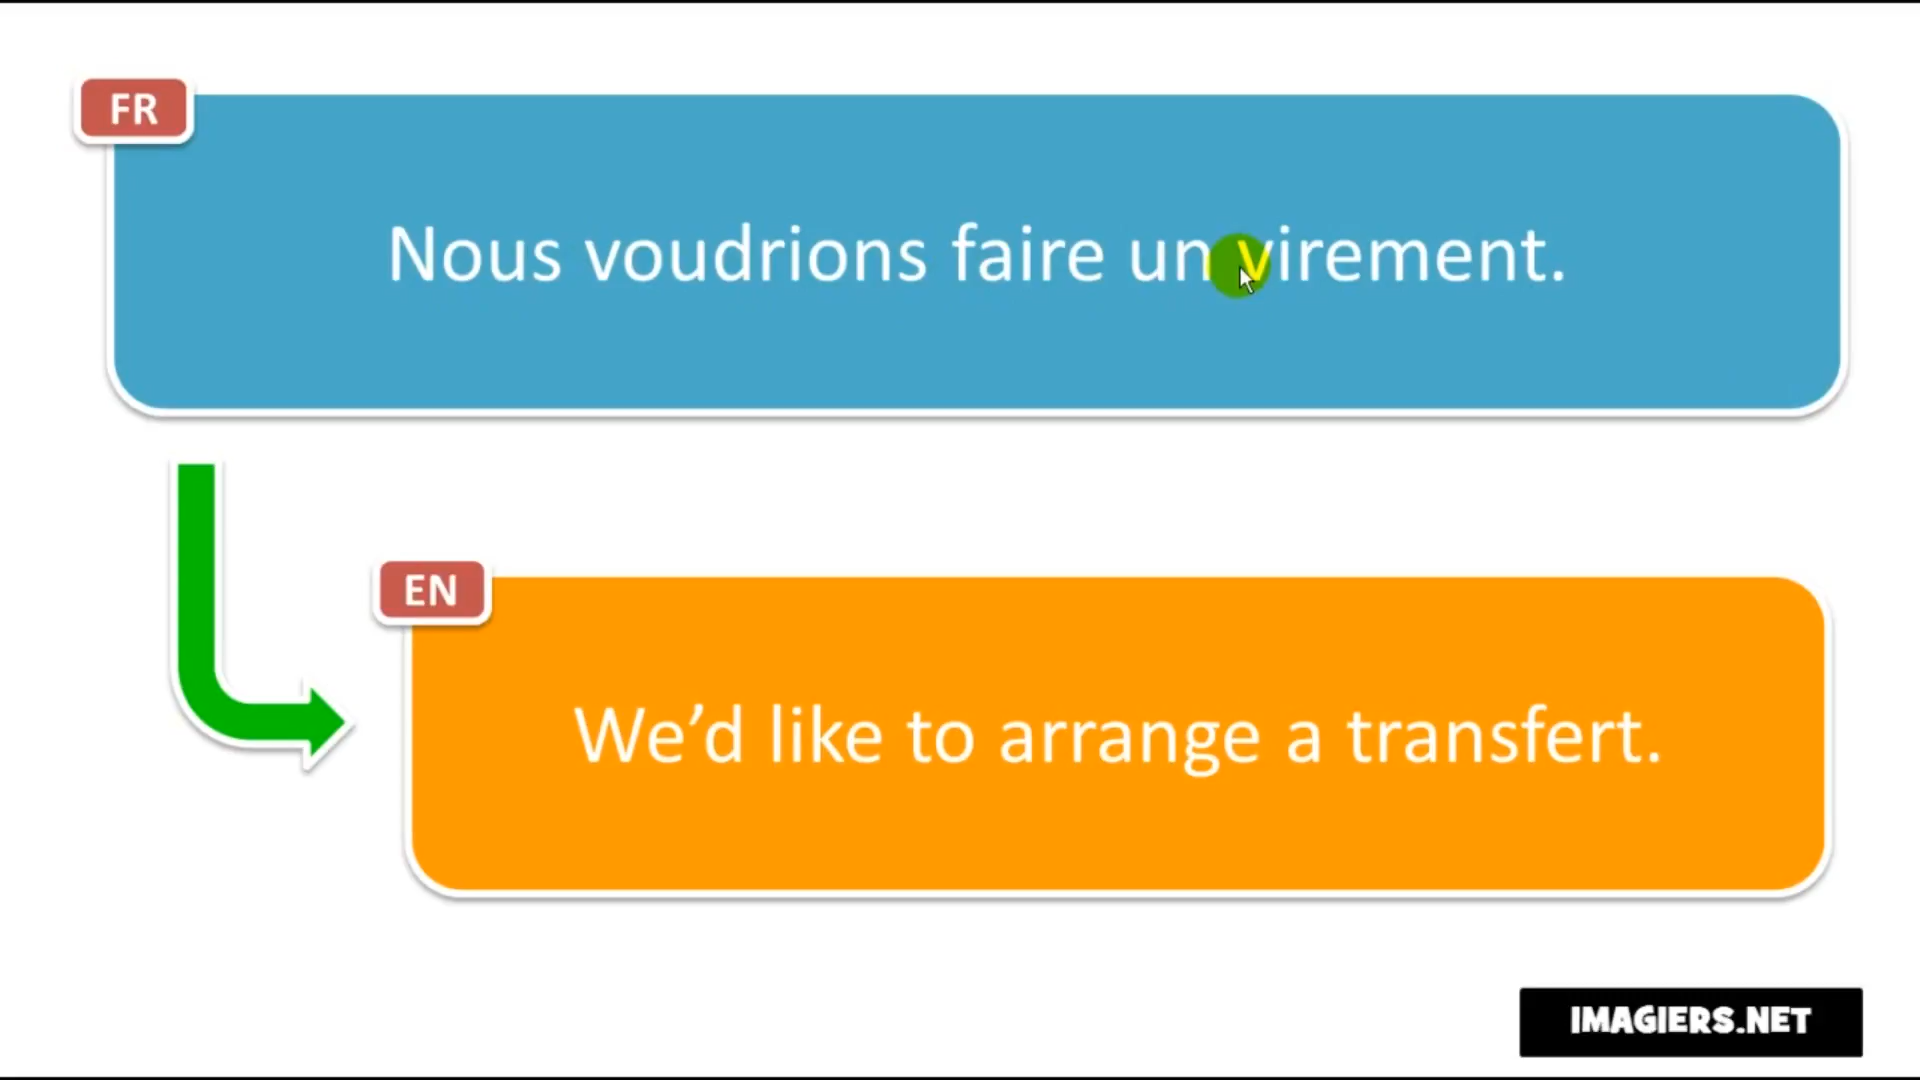 FR
Nous voudrions faire un virement.
EN
We’d like to arrange a transfert.
IMAGIERS.NET